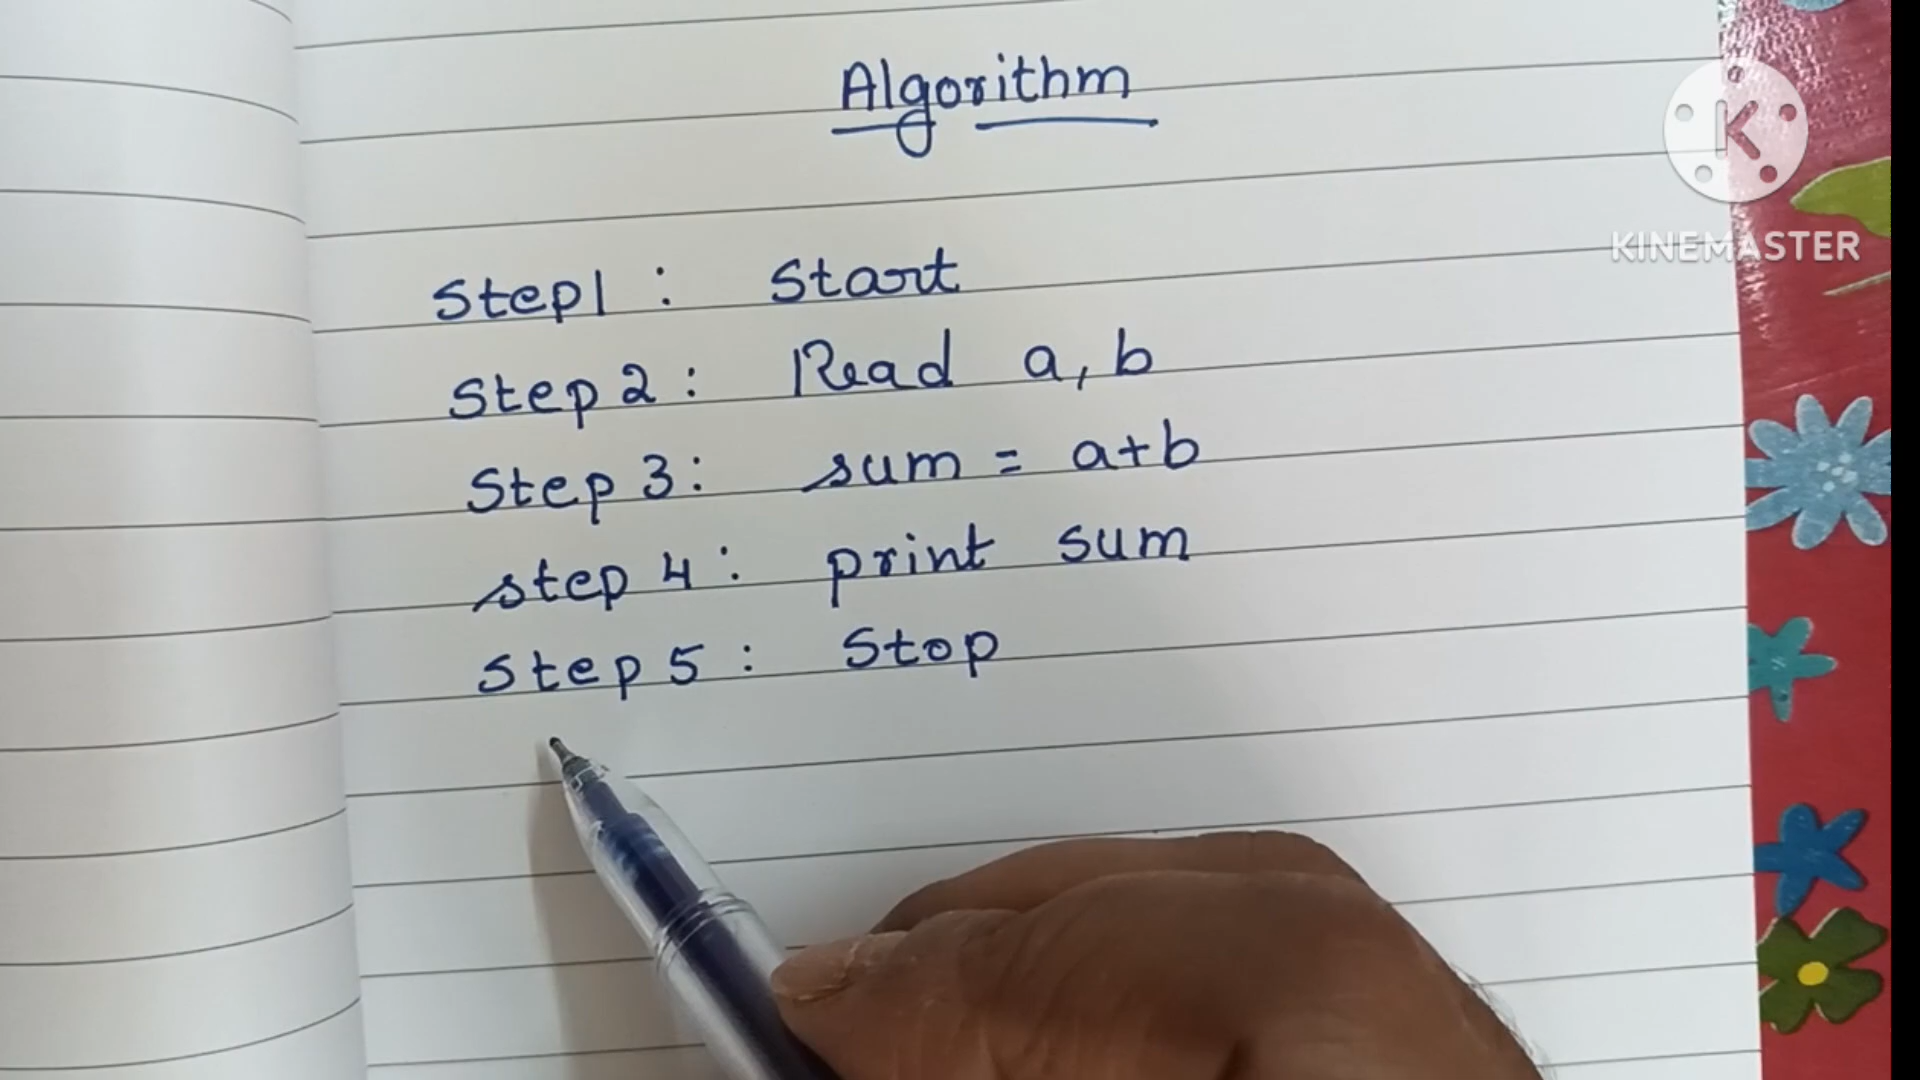 Algorithm
K
KINEMASTER
Step1 : Start
Step 2 : Read a, b
Step 3 : sum = a+b
step 4 : print sum
Step 5 : Stop